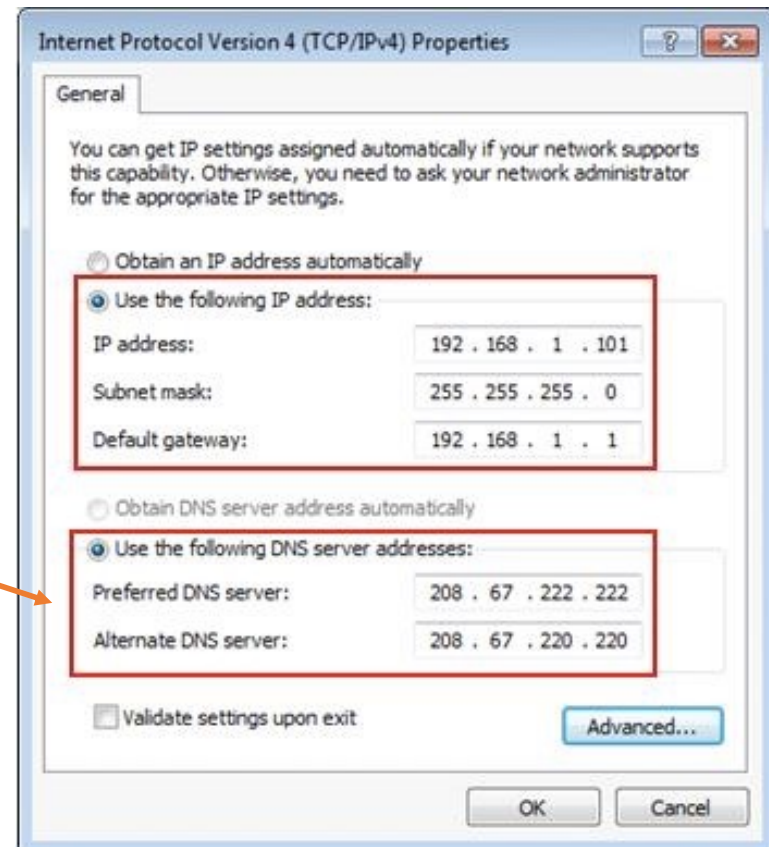 Internet Protocol Version 4 (TCP/IPv4) Properties
General
You can get IP settings assigned automatically if your network supports
this capability. Otherwise, you need to ask your network administrator
for the appropriate IP settings.
Obtain an IP address automatically
Use the following IP address:
IP address: 192 . 168 . 1 . 101
Subnet mask: 255 . 255 . 255 . 0
Default gateway: 192 . 168 . 1 . 1
Obtain DNS server address automatically
Use the following DNS server addresses:
Preferred DNS server: 208 . 67 . 222 . 222
Alternate DNS server: 208 . 67 . 220 . 220
Validate settings upon exit
Advanced...
OK Cancel